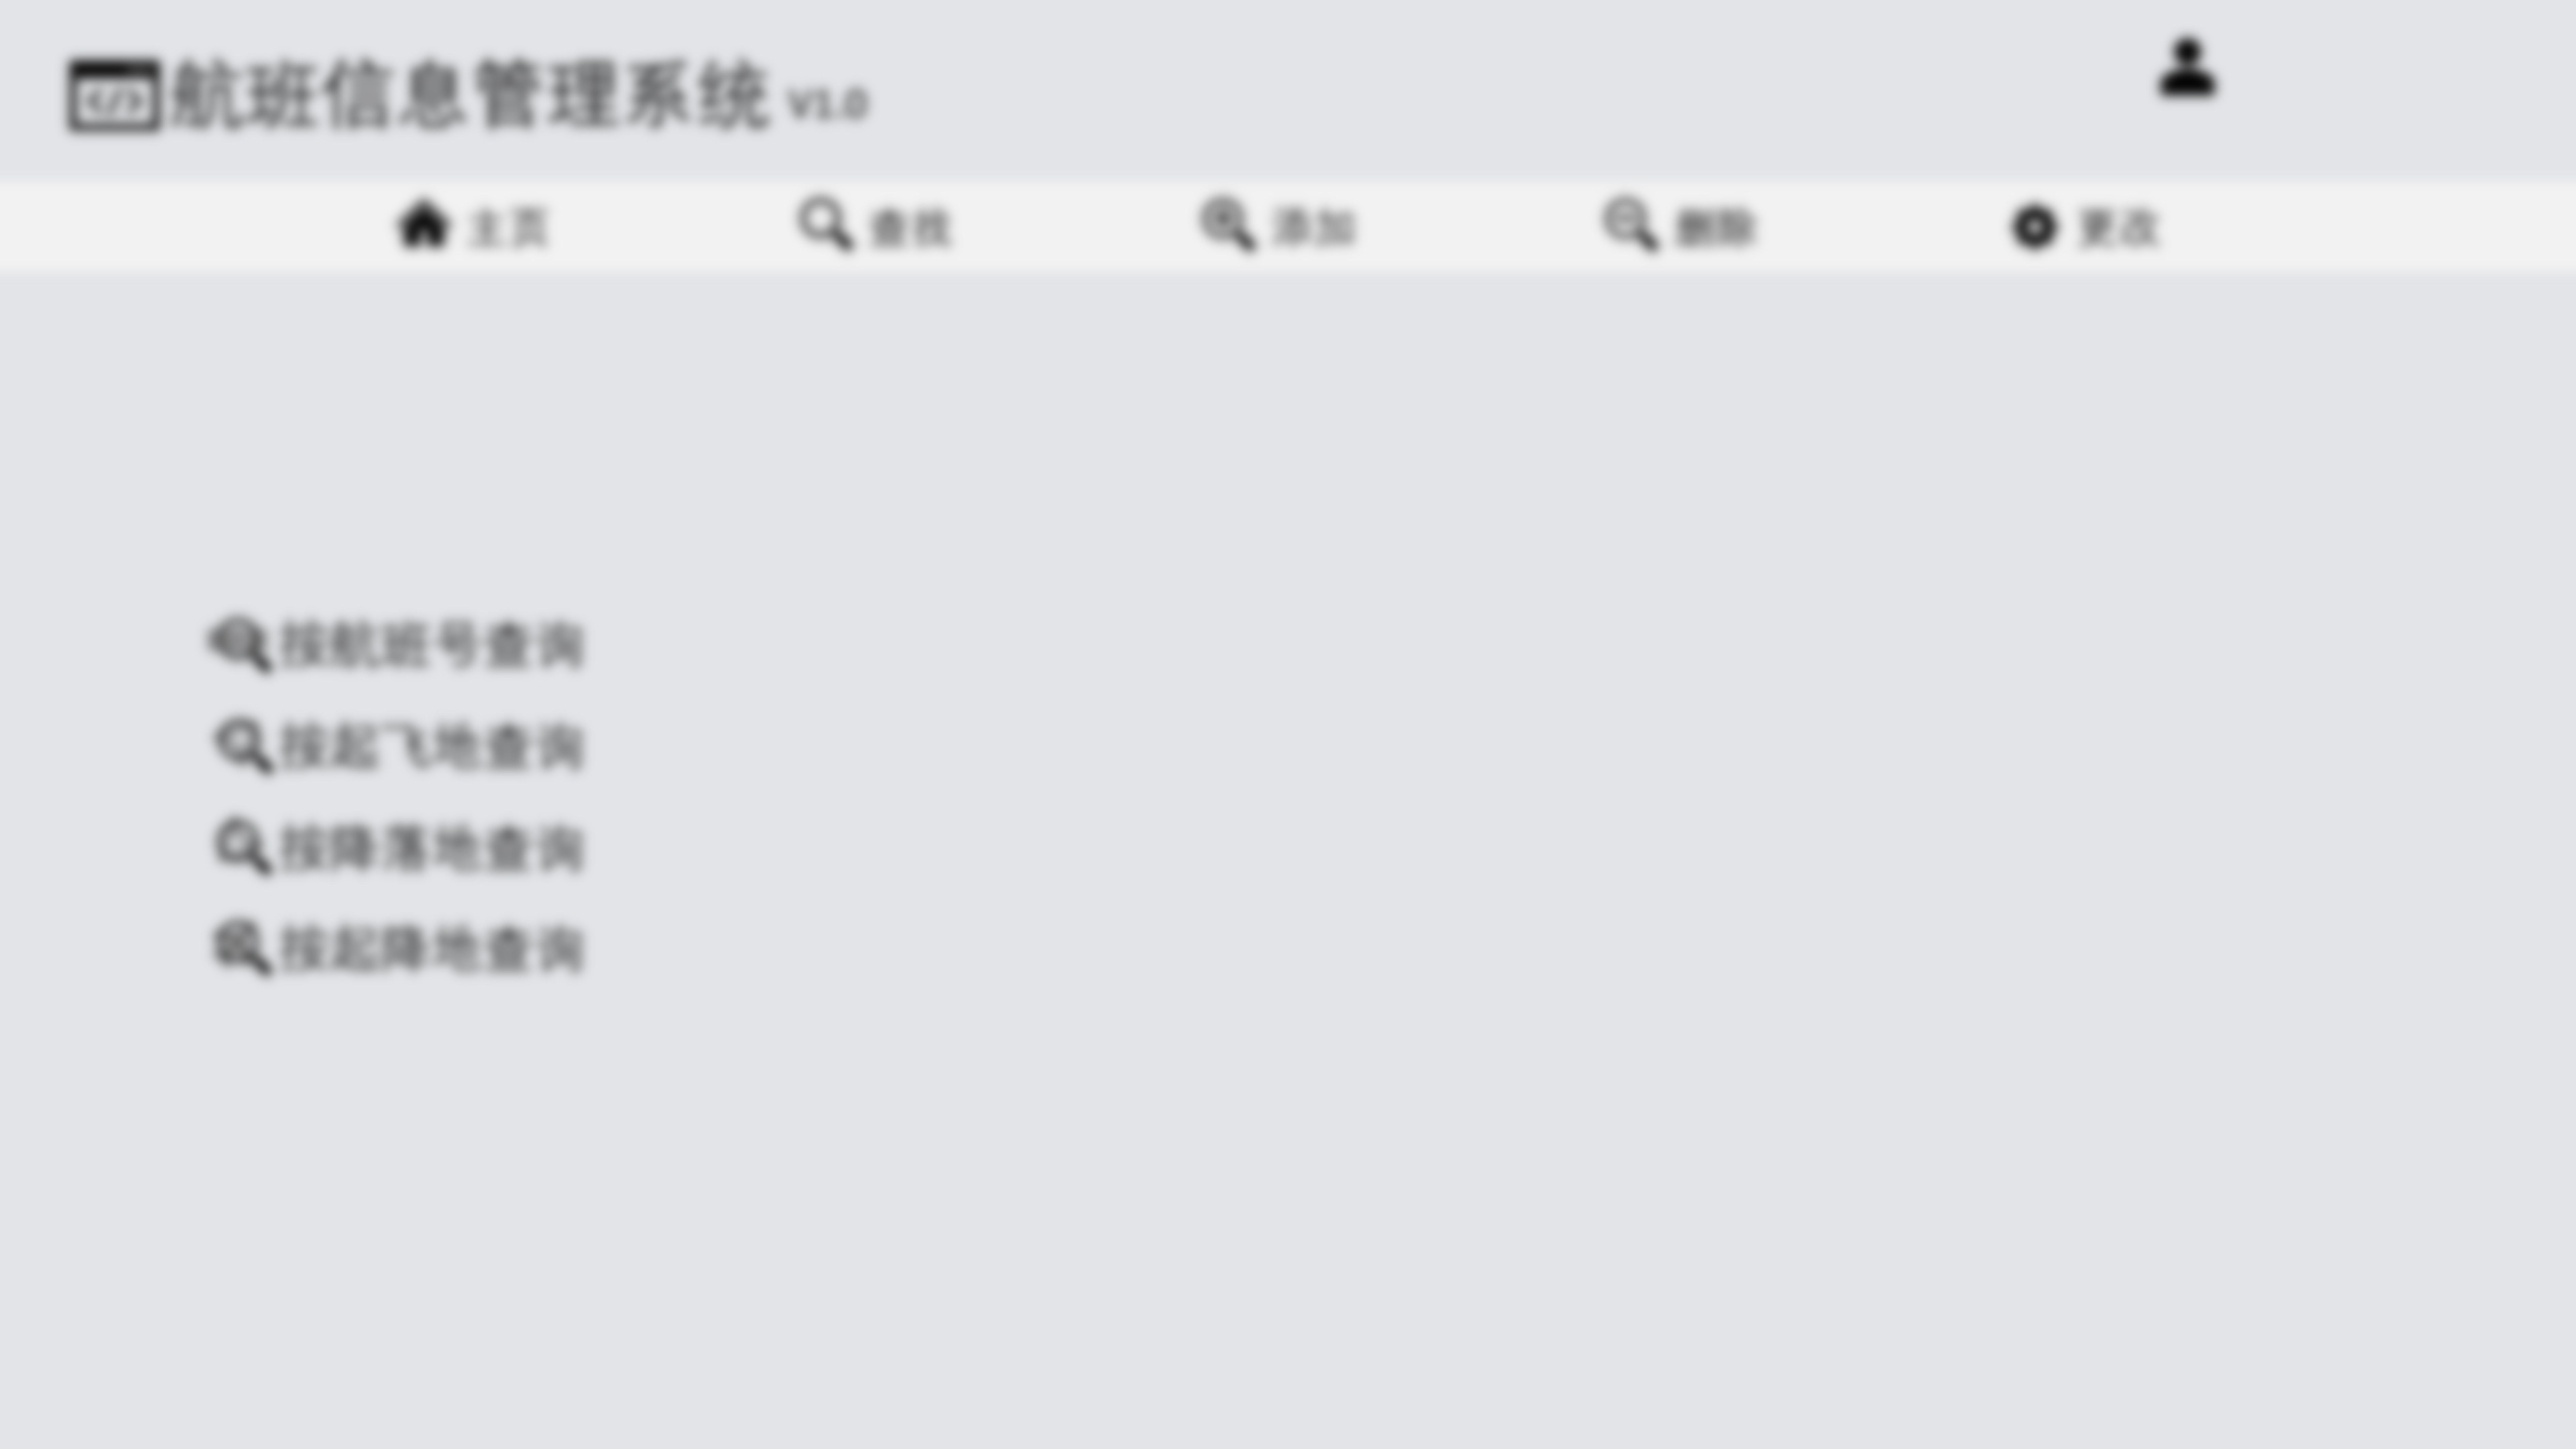 航班信息管理系统 V1.0
主页 查找 添加 删除 更改
按航班号查询
按起飞地查询
按降落地查询
按起降地查询